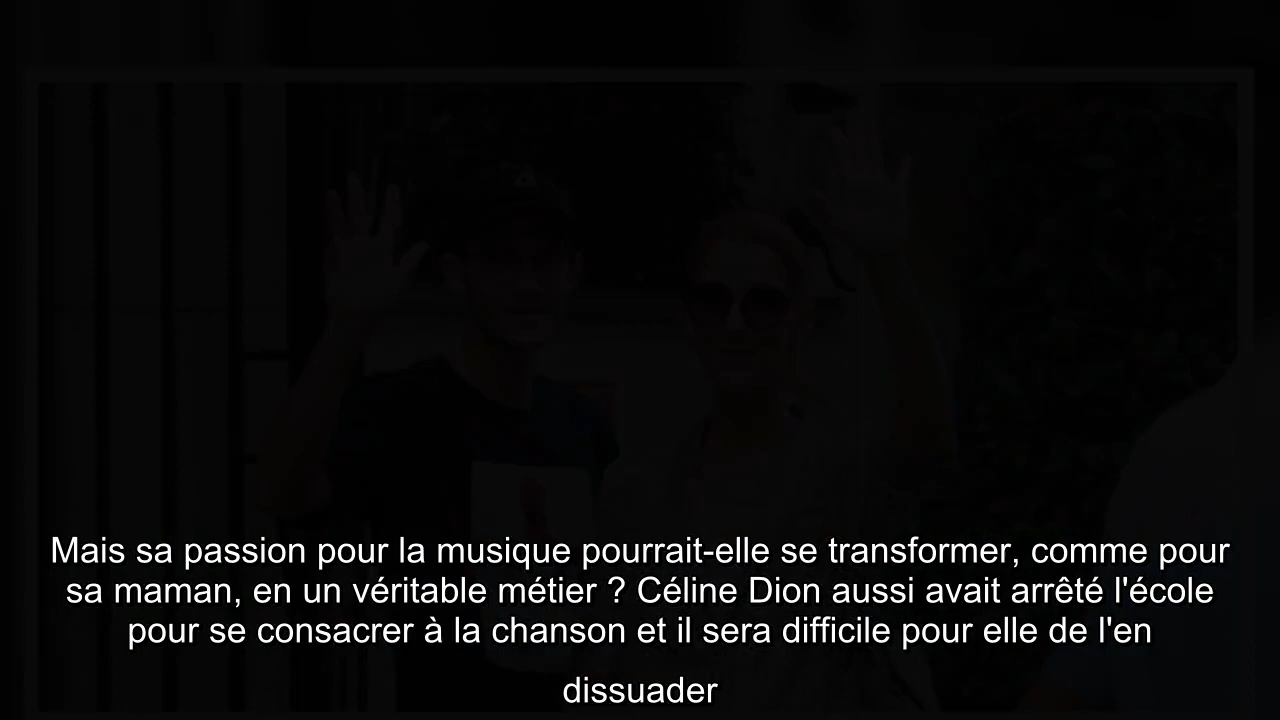 Mais sa passion pour la musique pourrait-elle se transformer, comme pour
sa maman, en un véritable métier ? Céline Dion aussi avait arrêté l'école
pour se consacrer à la chanson et il sera difficile pour elle de l'en
dissuader